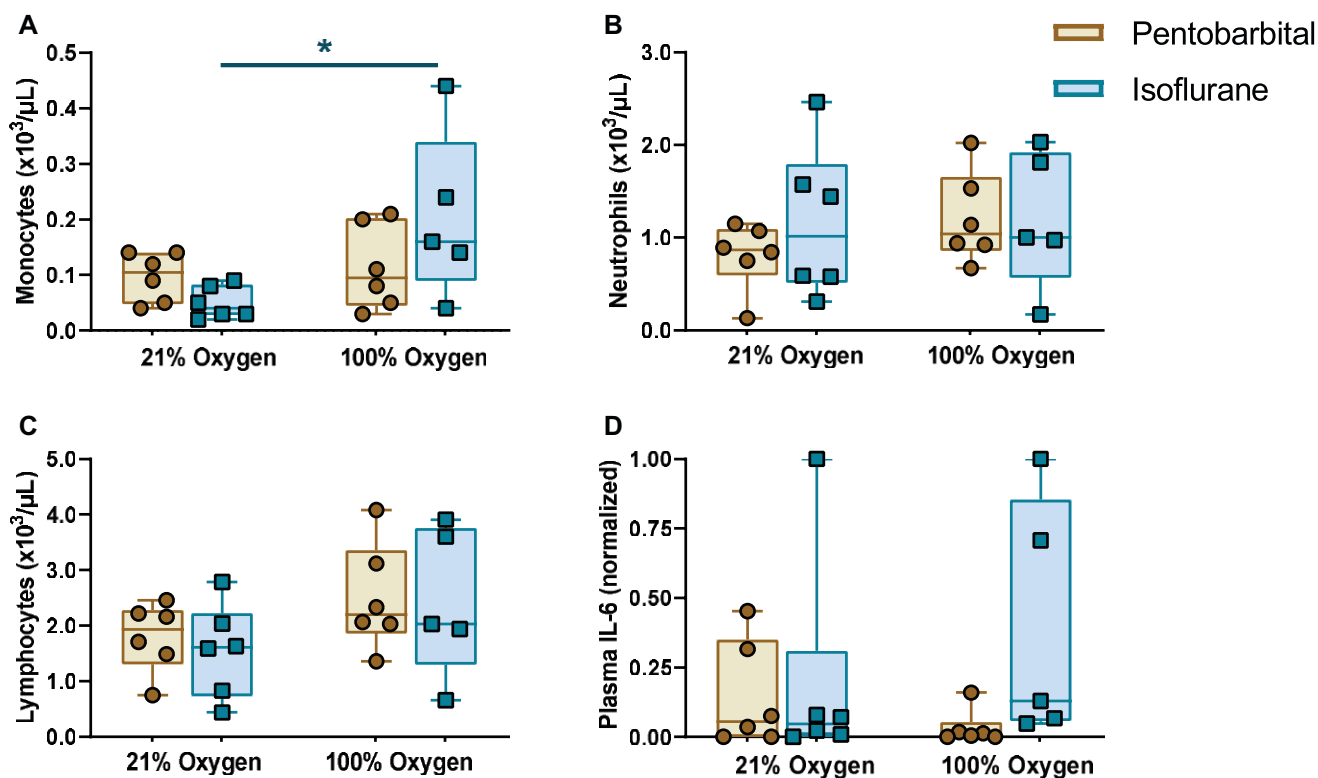 A
Monocytes (x10³/µL)
0.5
0.4
0.3
0.2
0.1
0.0
*
21% Oxygen
100% Oxygen
B
Neutrophils (x10³/µL)
3.0
2.0
1.0
0.0
21% Oxygen
100% Oxygen
Pentobarbital
Isoflurane
C
Lymphocytes (x10³/µL)
5.0
4.0
3.0
2.0
1.0
0.0
21% Oxygen
100% Oxygen
D
Plasma IL-6 (normalized)
1.00
0.75
0.50
0.25
0.00
21% Oxygen
100% Oxygen